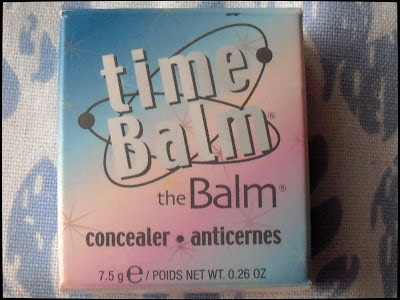 time
Balm®
the Balm®
concealer • anticernes
7.5 g ℮ / POIDS NET WT. 0.26 OZ